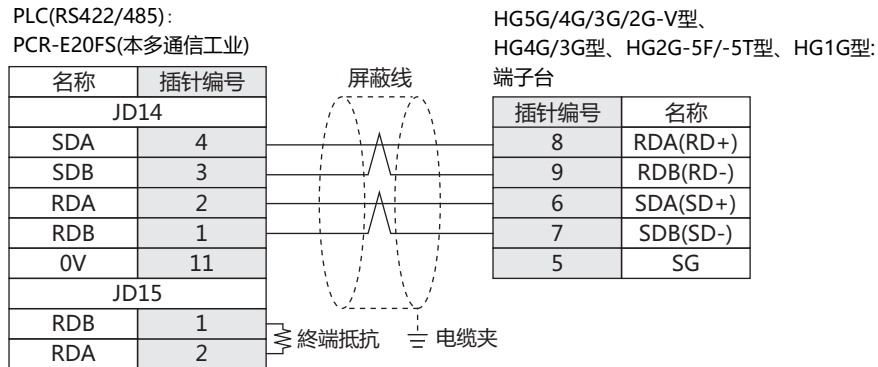 PLC(RS422/485):
PCR-E20FS(本多通信工业)
HG5G/4G/3G/2G-V型、
HG4G/3G型、HG2G-5F/-5T型、HG1G型:
端子台
屏蔽线
名称 插针编号
JD14
SDA 4
SDB 3
RDA 2
RDB 1
0V 11
JD15
RDB 1
RDA 2
終端抵抗
电缆夹
插针编号 名称
8 RDA(RD+)
9 RDB(RD-)
6 SDA(SD+)
7 SDB(SD-)
5 SG